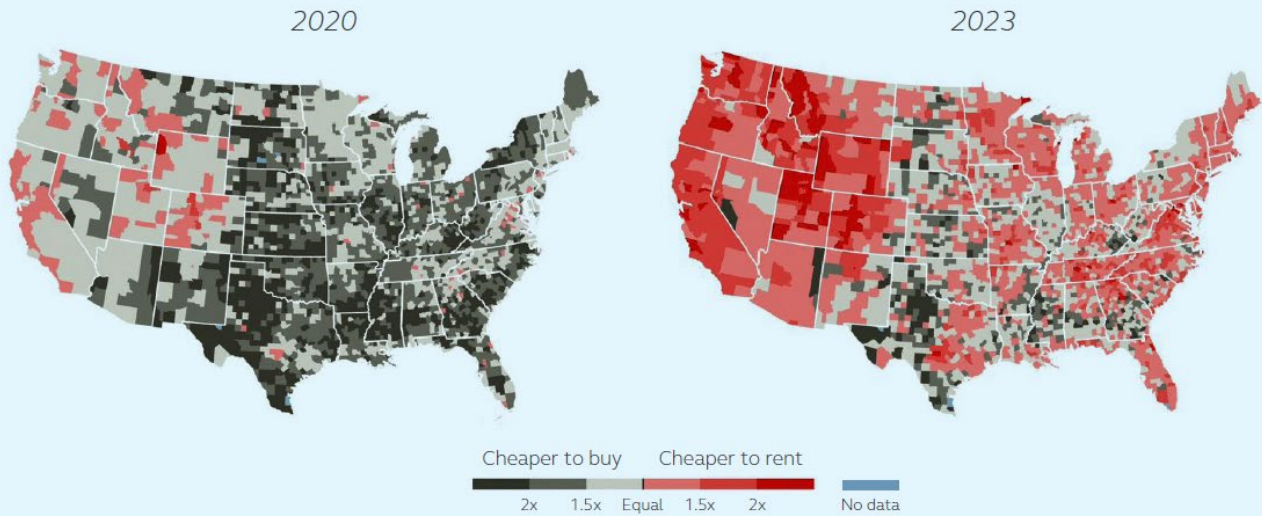 2020
2023
Cheaper to buy
Cheaper to rent
2x 1.5x Equal 1.5x 2x
No data